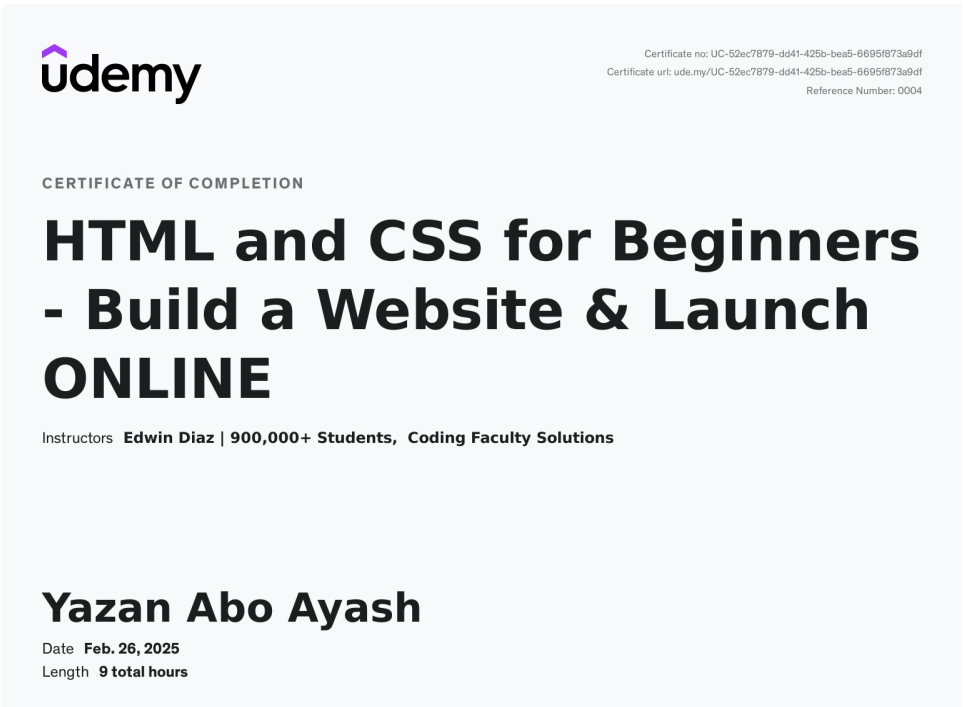 udemy
Certificate no: UC-52ec7879-dd41-425b-bea5-6695f873a9df
Certificate url: ude.my/UC-52ec7879-dd41-425b-bea5-6695f873a9df
Reference Number: 0004
CERTIFICATE OF COMPLETION
HTML and CSS for Beginners
- Build a Website & Launch
ONLINE
Instructors Edwin Diaz | 900,000+ Students, Coding Faculty Solutions
Yazan Abo Ayash
Date Feb. 26, 2025
Length 9 total hours